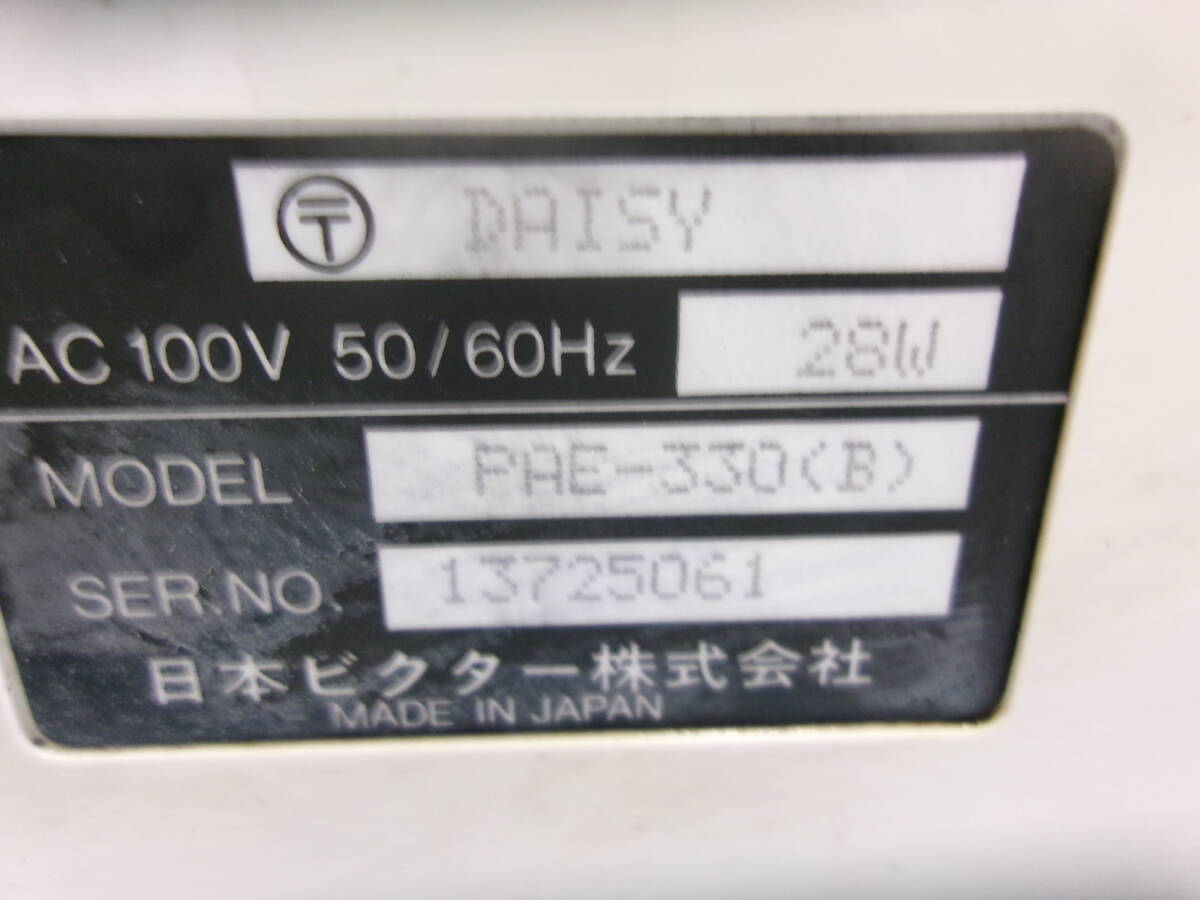 〶 DAISY
AC 100V 50/60Hz 28W
MODEL PAE-330(B)
SER.NO. 13725061
日本ビクター株式会社
MADE IN JAPAN